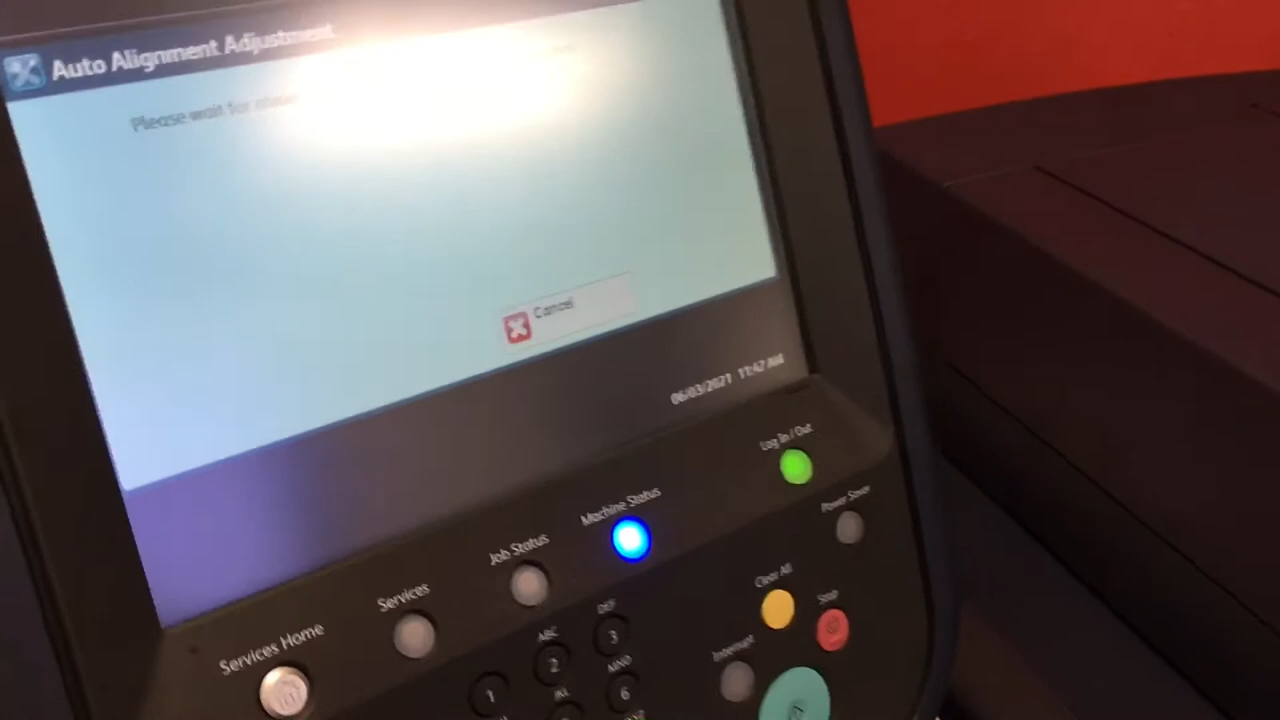 Auto Alignment Adjustment
Please wait for
Cancel
06/03/2021 11:47 AM
Log In / Out
Power Saver
Machine Status
Job Status
Services
Services Home
Clear All
Stop
Interrupt
ABC
DEF
1
2
3
JKL
MNO
6